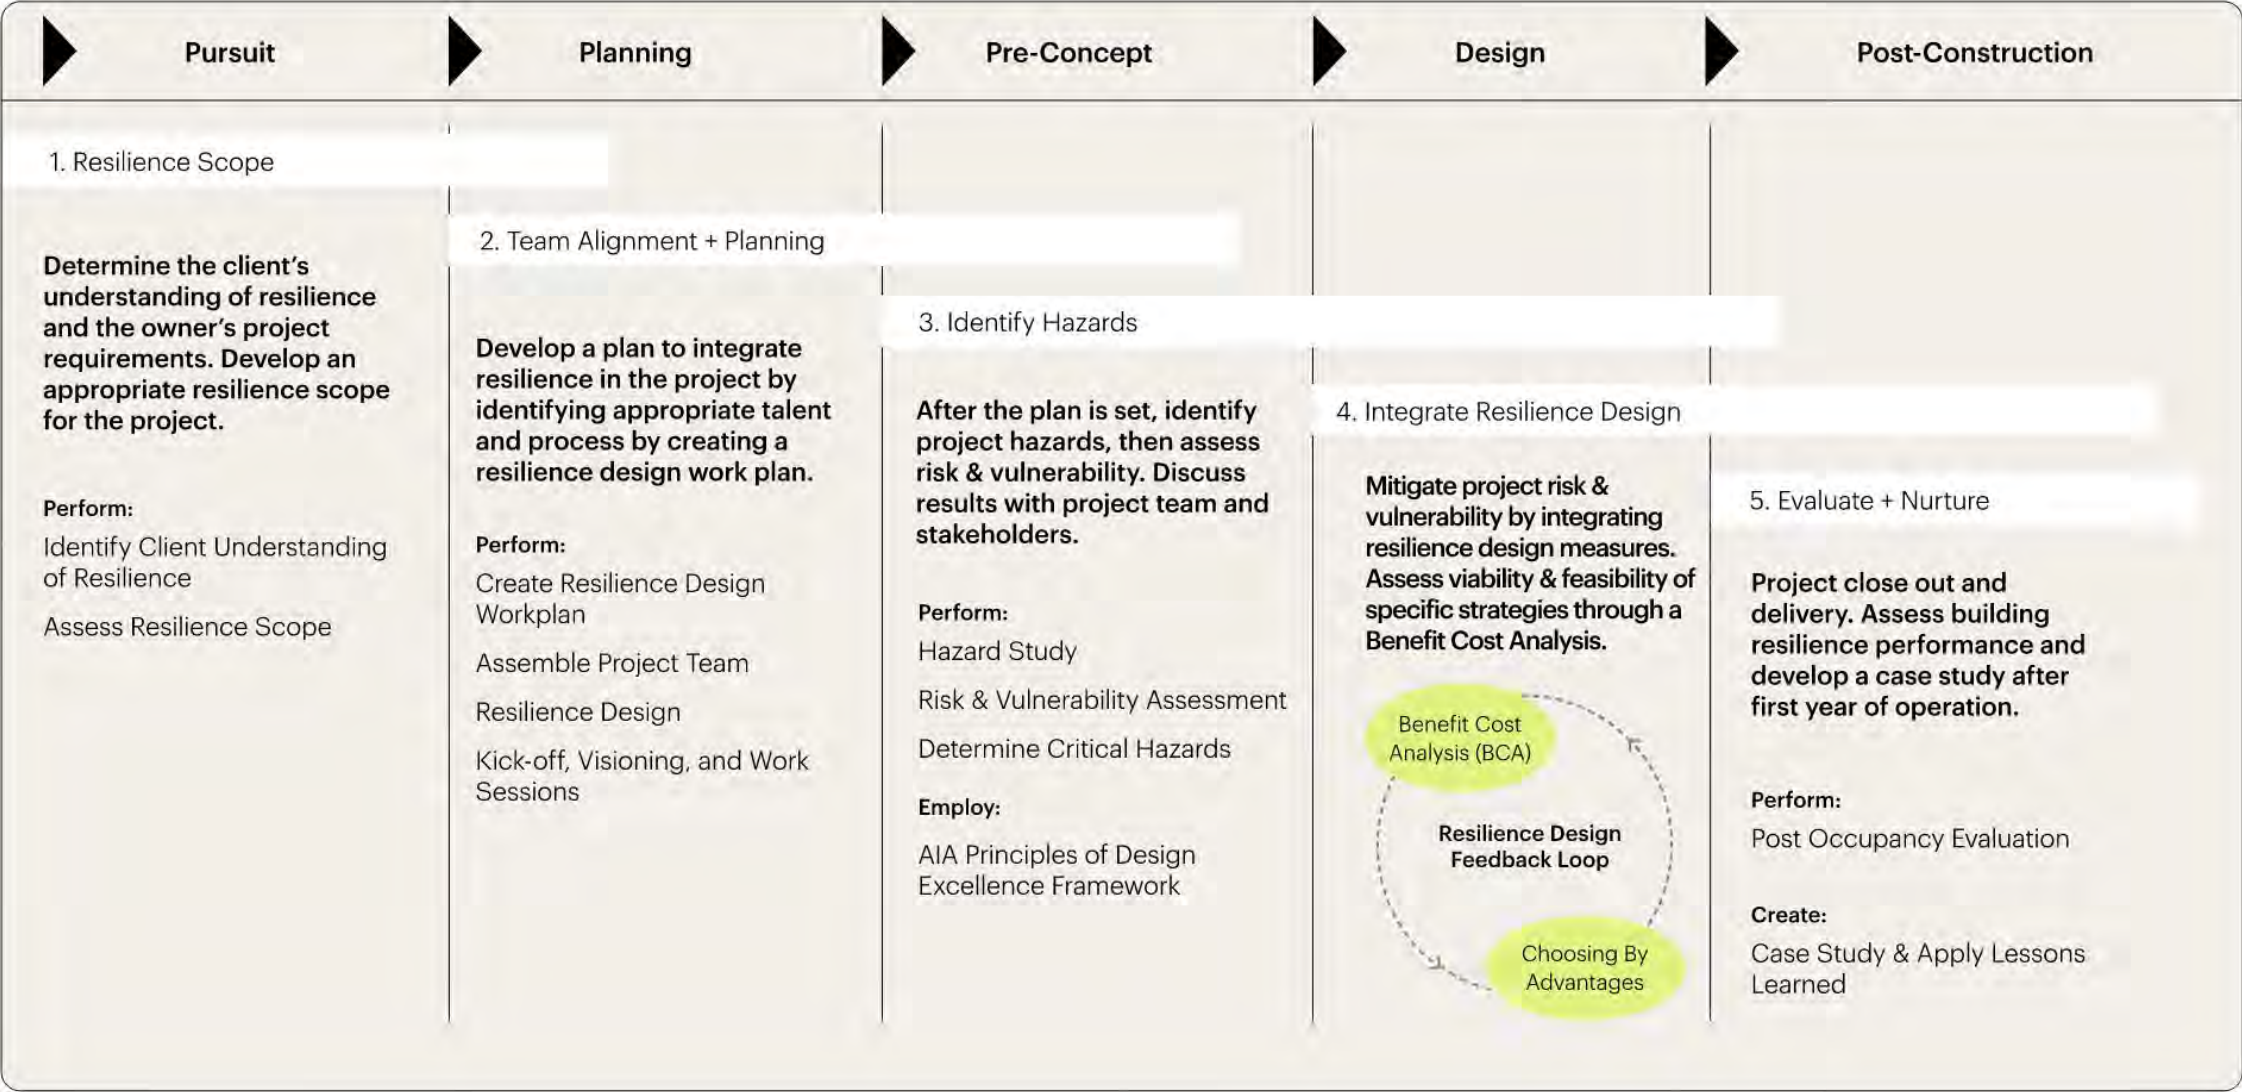 Pursuit
Planning
Pre-Concept
Design
Post-Construction
1. Resilience Scope
Determine the client’s
understanding of resilience
and the owner’s project
requirements. Develop an
appropriate resilience scope
for the project.
Perform:
Identify Client Understanding
of Resilience
Assess Resilience Scope
2. Team Alignment + Planning
Develop a plan to integrate
resilience in the project by
identifying appropriate talent
and process by creating a
resilience design work plan.
Perform:
Create Resilience Design
Workplan
Assemble Project Team
Resilience Design
Kick-off, Visioning, and Work
Sessions
3. Identify Hazards
After the plan is set, identify
project hazards, then assess
risk & vulnerability. Discuss
results with project team and
stakeholders.
Perform:
Hazard Study
Risk & Vulnerability Assessment
Determine Critical Hazards
Employ:
AIA Principles of Design
Excellence Framework
4. Integrate Resilience Design
Mitigate project risk &
vulnerability by integrating
resilience design measures.
Assess viability & feasibility of
specific strategies through a
Benefit Cost Analysis.
Benefit Cost
Analysis (BCA)
Resilience Design
Feedback Loop
Choosing By
Advantages
5. Evaluate + Nurture
Project close out and
delivery. Assess building
resilience performance and
develop a case study after
first year of operation.
Perform:
Post Occupancy Evaluation
Create:
Case Study & Apply Lessons
Learned